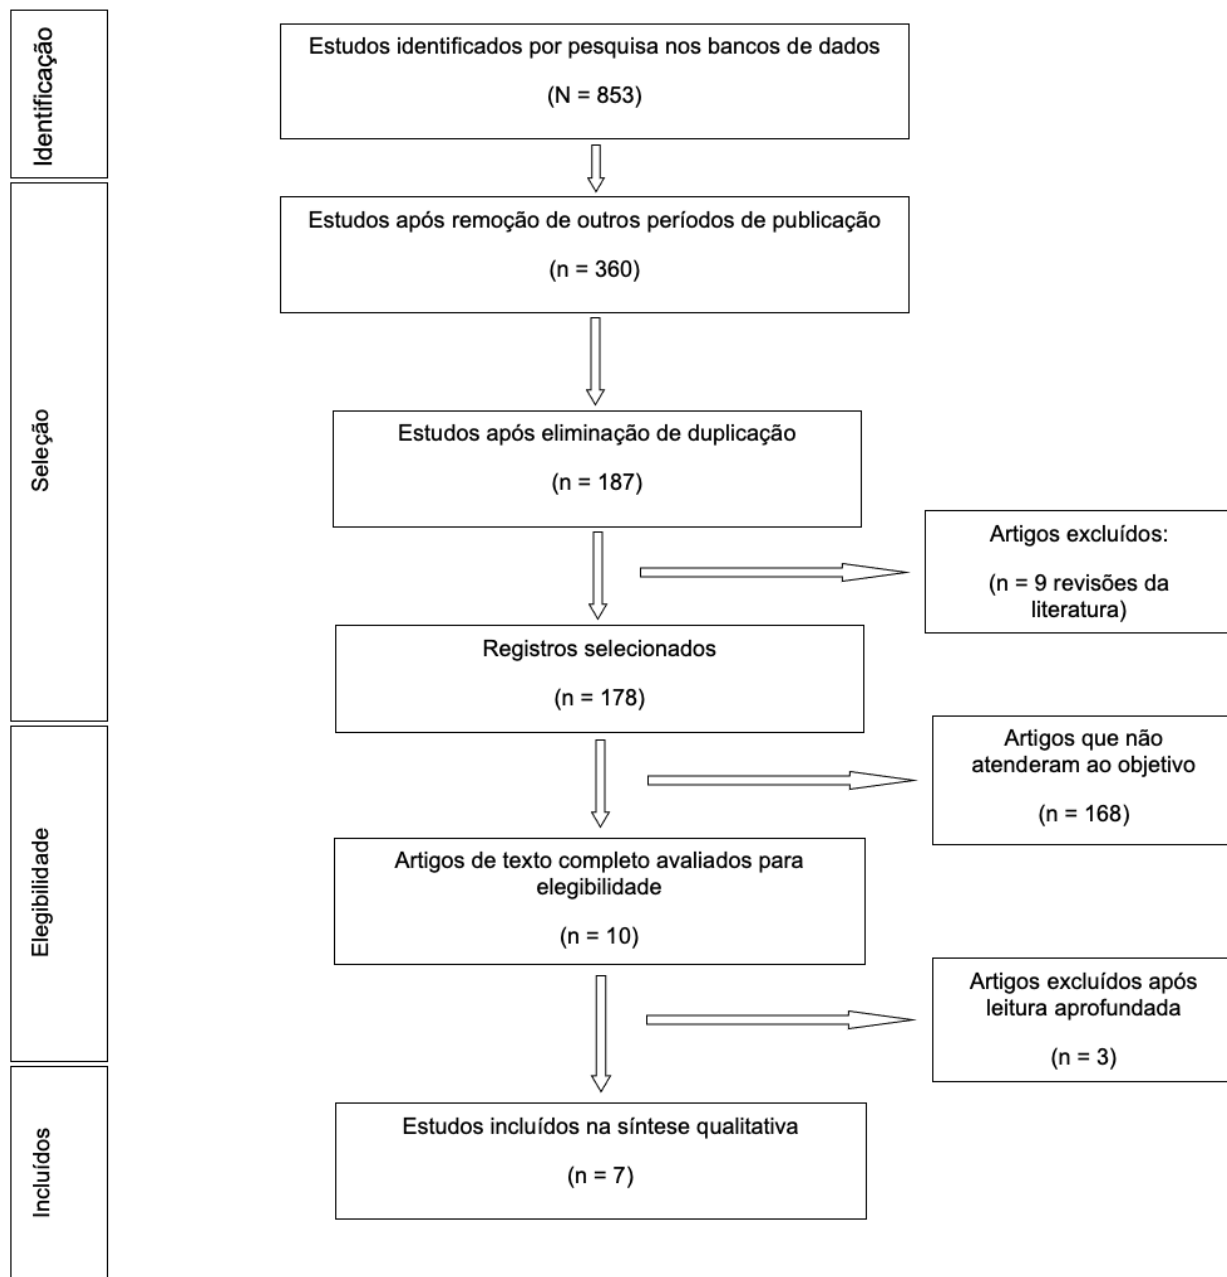 Identificação
Estudos identificados por pesquisa nos bancos de dados
(N = 853)
Seleção
Estudos após remoção de outros períodos de publicação
(n = 360)
Estudos após eliminação de duplicação
(n = 187)
Artigos excluídos:
(n = 9 revisões da
literatura)
Registros selecionados
(n = 178)
Elegibilidade
Artigos que não
atenderam ao objetivo
(n = 168)
Artigos de texto completo avaliados para
elegibilidade
(n = 10)
Artigos excluídos após
leitura aprofundada
(n = 3)
Incluídos
Estudos incluídos na síntese qualitativa
(n = 7)